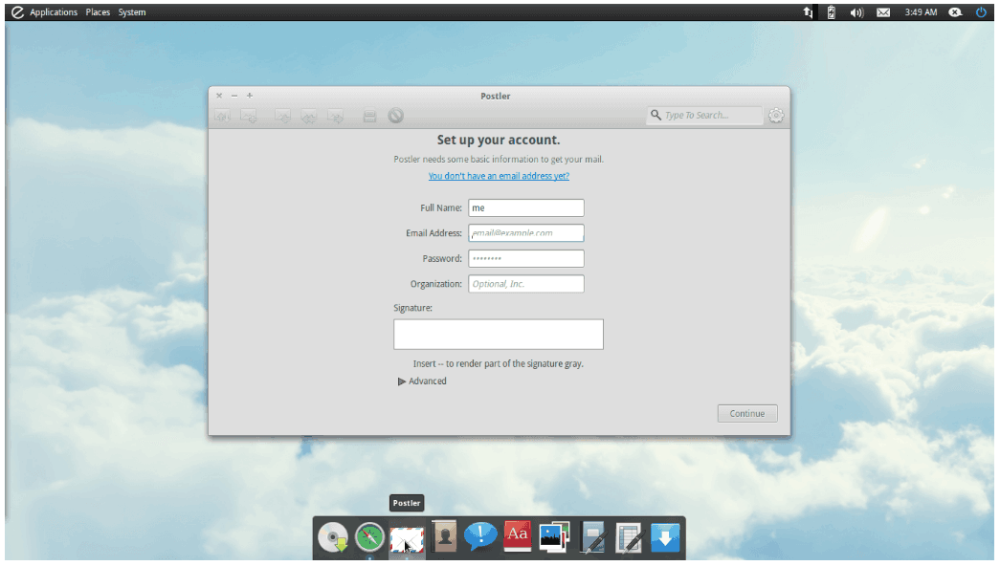 Applications Places System 3:49 AM
Postler
Type To Search...
Set up your account.
Postler needs some basic information to get your mail.
You don't have an email address yet?
Full Name: me
Email Address: email@example.com
Password: ********
Organization: Optional, Inc.
Signature:
Insert -- to render part of the signature gray.
Advanced
Continue
Postler
Aa